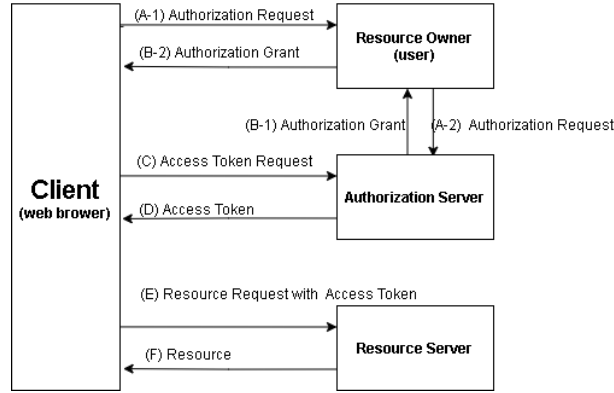 (A-1) Authorization Request
Resource Owner
(user)
(B-2) Authorization Grant
(B-1) Authorization Grant
(A-2) Authorization Request
(C) Access Token Request
Client
(web brower)
Authorization Server
(D) Access Token
(E) Resource Request with Access Token
Resource Server
(F) Resource